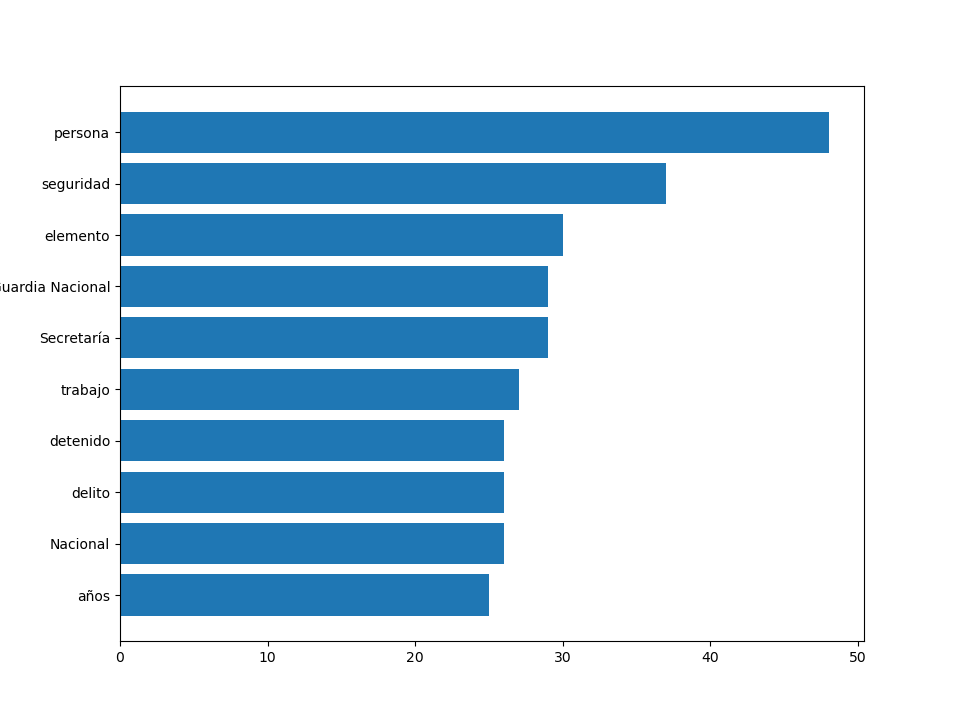 persona
seguridad
elemento
uardia Nacional
Secretaría
trabajo
detenido
delito
Nacional
años
0 10 20 30 40 50